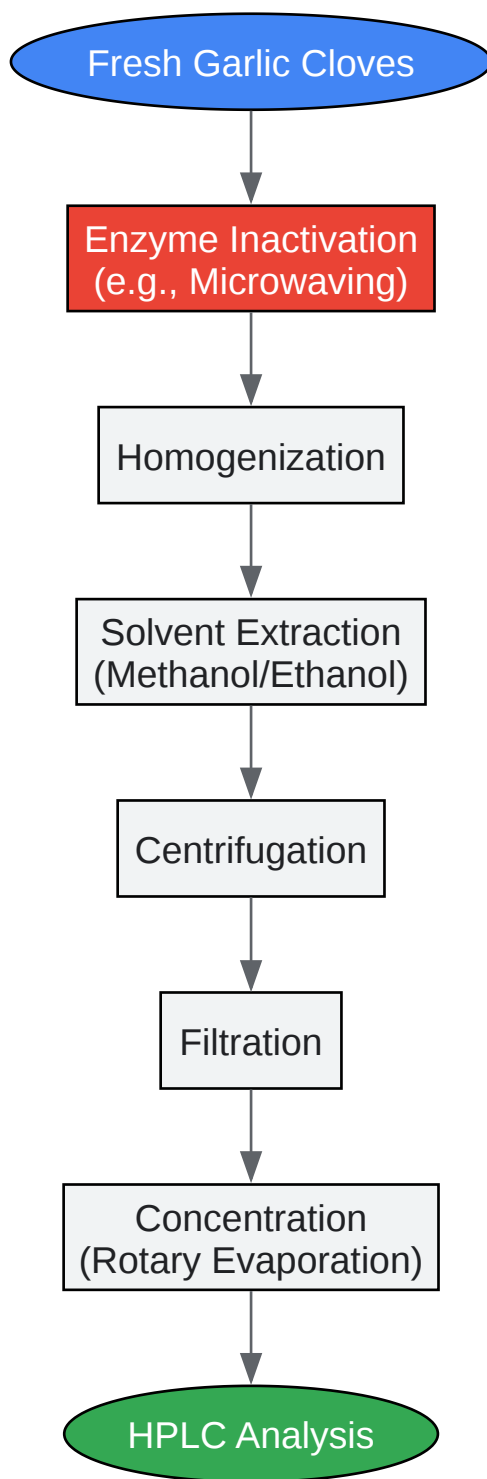 Fresh Garlic Cloves
Enzyme Inactivation
(e.g., Microwaving)
Homogenization
Solvent Extraction
(Methanol/Ethanol)
Centrifugation
Filtration
Concentration
(Rotary Evaporation)
HPLC Analysis